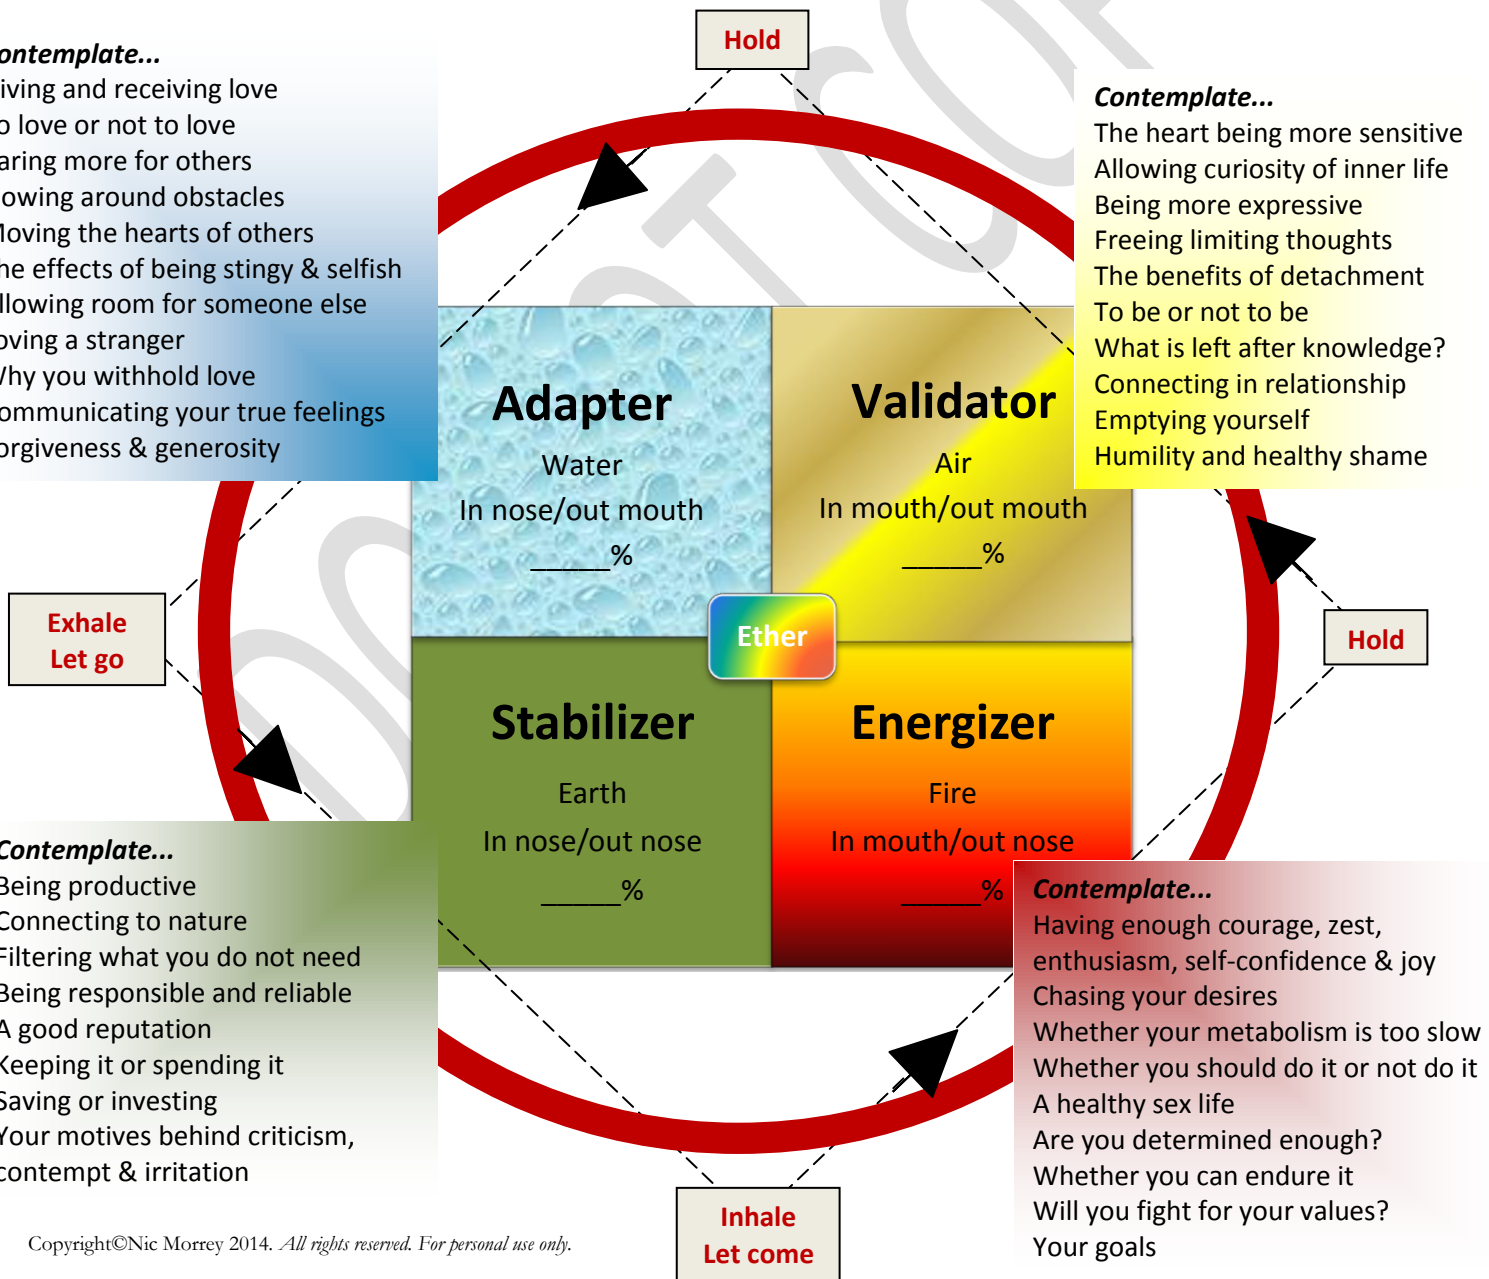 Hold
ontemplate...
iving and receiving love
o love or not to love
aring more for others
owing around obstacles
Moving the hearts of others
he effects of being stingy & selfish
llowing room for someone else
oving a stranger
Why you withhold love
ommunicating your true feelings
orgiveness & generosity
Contemplate...
The heart being more sensitive
Allowing curiosity of inner life
Being more expressive
Freeing limiting thoughts
The benefits of detachment
To be or not to be
What is left after knowledge?
Connecting in relationship
Emptying yourself
Humility and healthy shame
Adapter
Water
In nose/out mouth
_____%
Validator
Air
In mouth/out mouth
_____%
Exhale
Let go
Ether
Hold
Stabilizer
Earth
In nose/out nose
_____%
Energizer
Fire
In mouth/out nose
_____%
Contemplate...
Being productive
Connecting to nature
Filtering what you do not need
Being responsible and reliable
A good reputation
Keeping it or spending it
Saving or investing
Your motives behind criticism,
contempt & irritation
Contemplate...
Having enough courage, zest,
enthusiasm, self-confidence & joy
Chasing your desires
Whether your metabolism is too slow
Whether you should do it or not do it
A healthy sex life
Are you determined enough?
Whether you can endure it
Will you fight for your values?
Your goals
Inhale
Let come
Copyright©Nic Morrey 2014. All rights reserved. For personal use only.